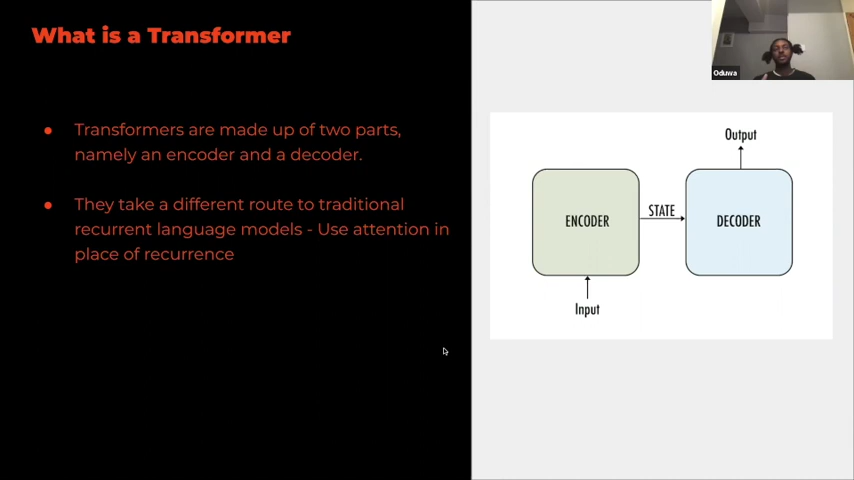 What is a Transformer
Transformers are made up of two parts,
namely an encoder and a decoder.
They take a different route to traditional
recurrent language models - Use attention in
place of recurrence
Oduwa
Output
ENCODER
STATE
DECODER
Input